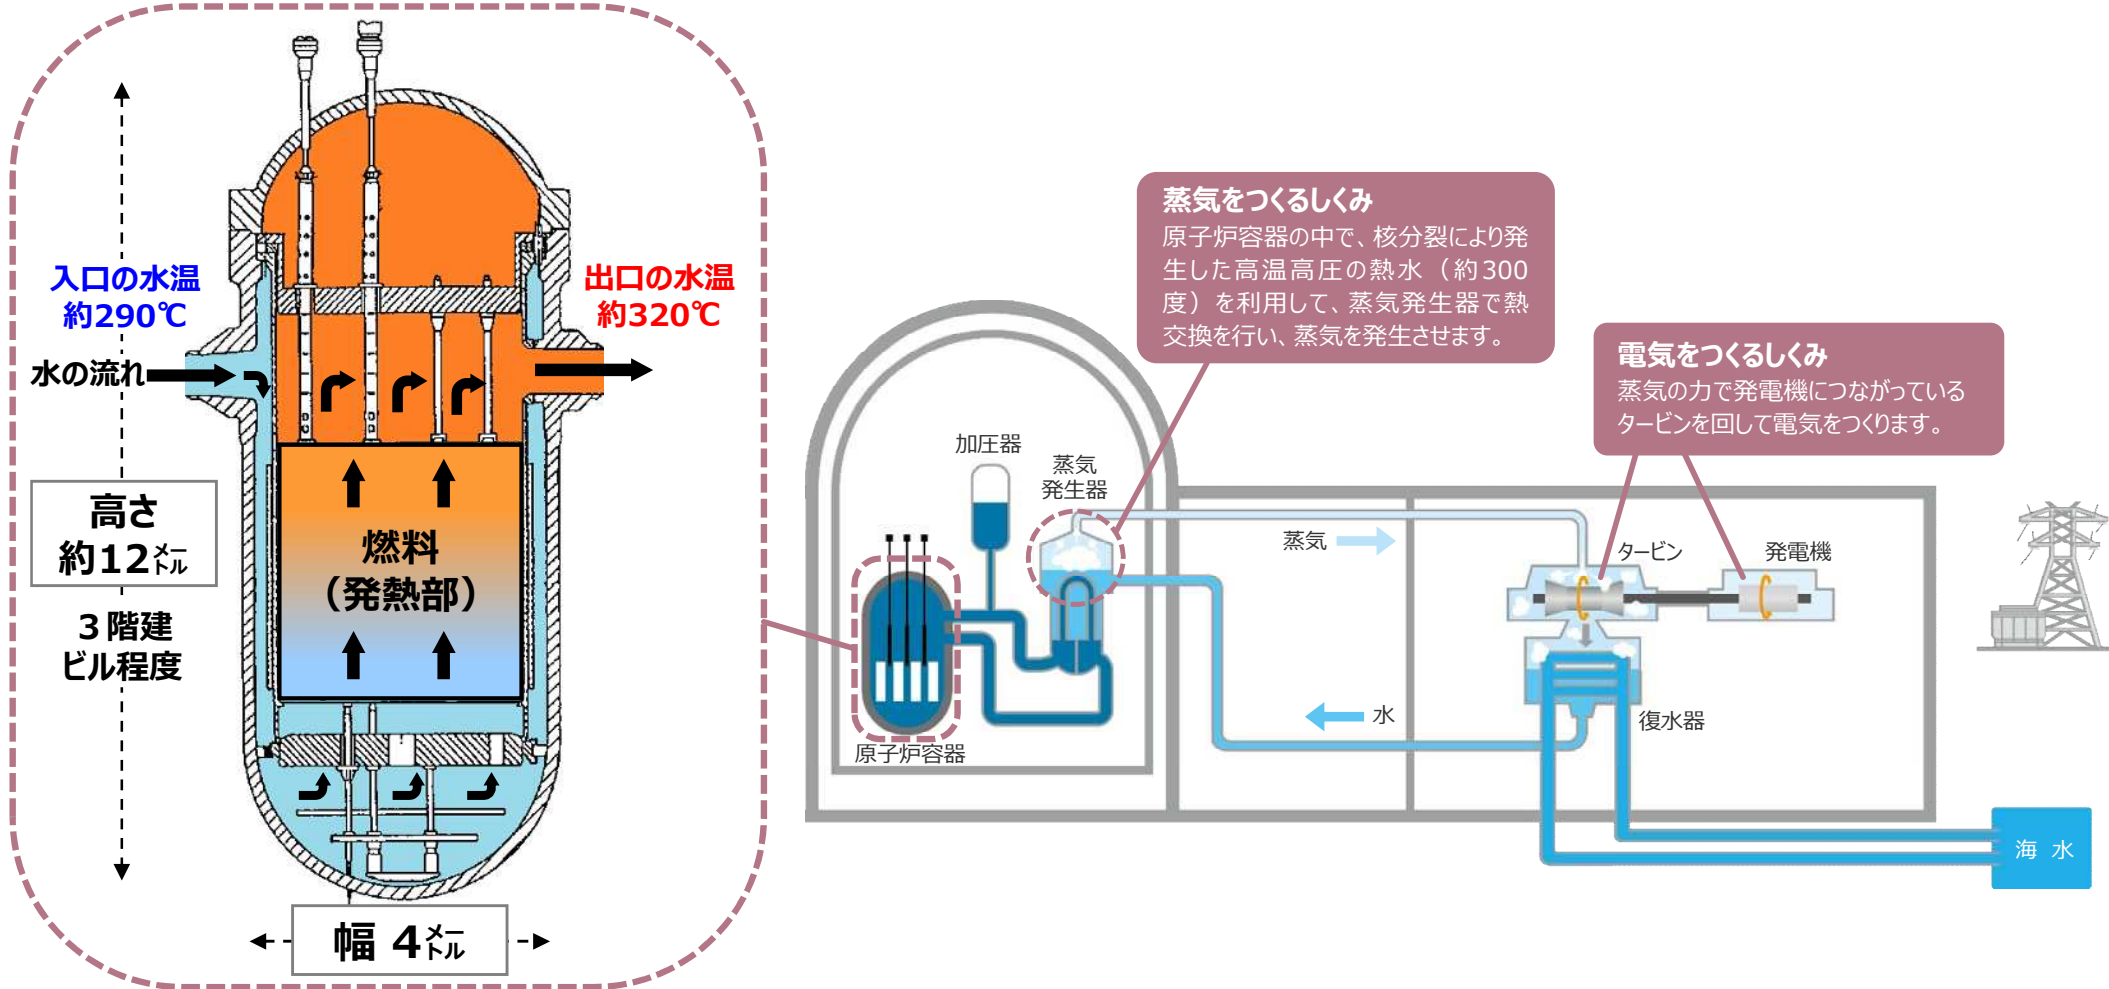 入口の水温
約290℃
出口の水温
約320℃
水の流れ
燃料
（発熱部）
高さ
約12メートル
３階建
ビル程度
幅 4メートル
蒸気をつくるしくみ
原子炉容器の中で、核分裂により発
生した高温高圧の熱水（約300
度）を利用して、蒸気発生器で熱
交換を行い、蒸気を発生させます。
電気をつくるしくみ
蒸気の力で発電機につながっている
タービンを回して電気をつくります。
加圧器
蒸気
発生器
蒸気
タービン
発電機
水
復水器
原子炉容器
海 水